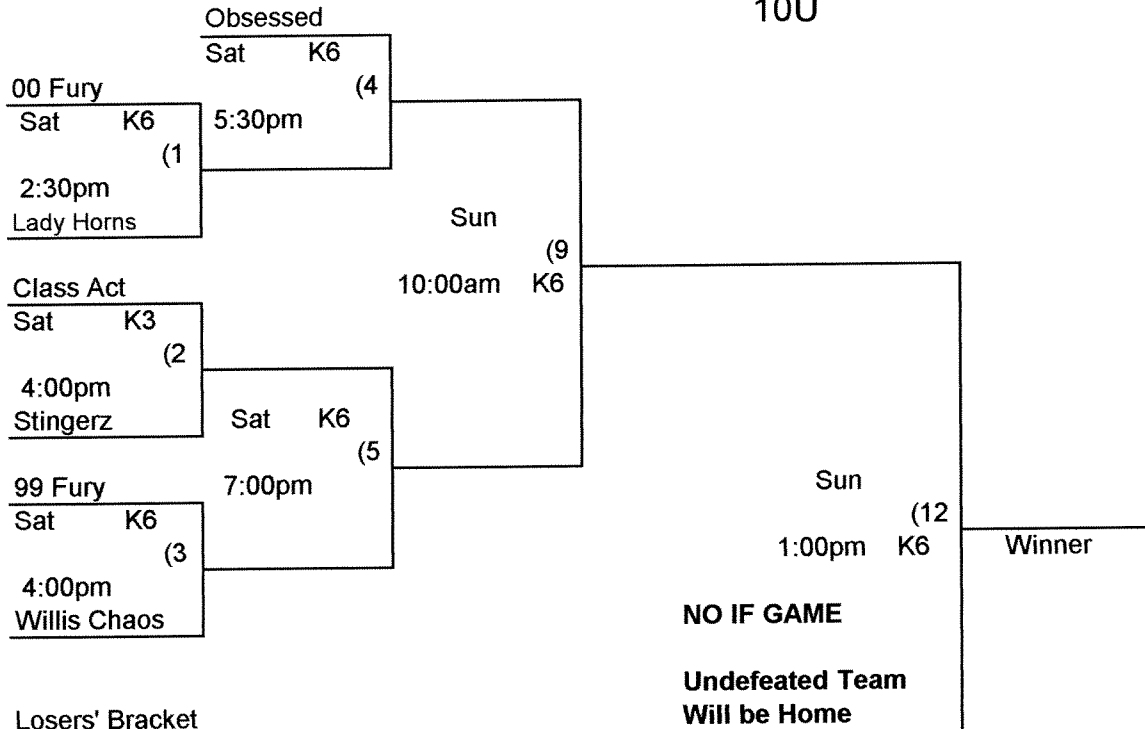 10U
Obsessed
Sat K6
(4
5:30pm
00 Fury
Sat K6
(1
2:30pm
Lady Horns
Class Act
Sat K3
(2
4:00pm
Stingerz
Sat K6
(5
7:00pm
99 Fury
Sat K6
(3
4:00pm
Willis Chaos
Sun
(9
10:00am K6
Sun
(12
1:00pm K6
Winner
NO IF GAME
Undefeated Team
Will be Home
Losers' Bracket